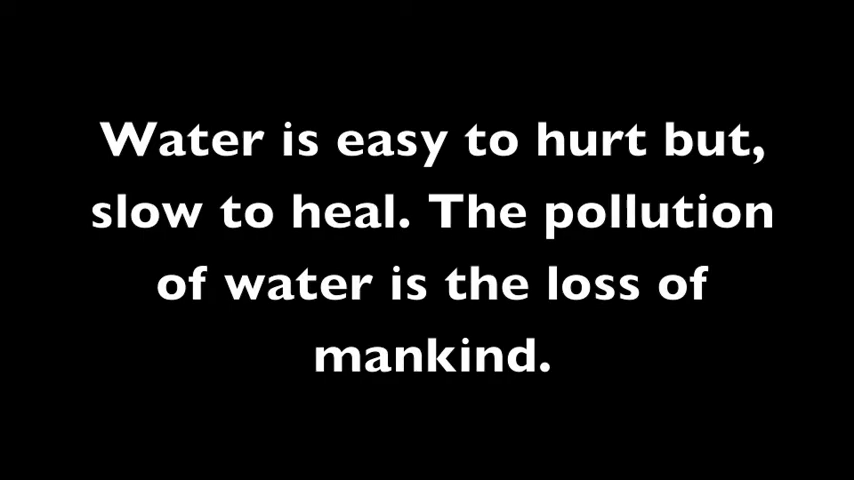 Water is easy to hurt but,
slow to heal. The pollution
of water is the loss of
mankind.